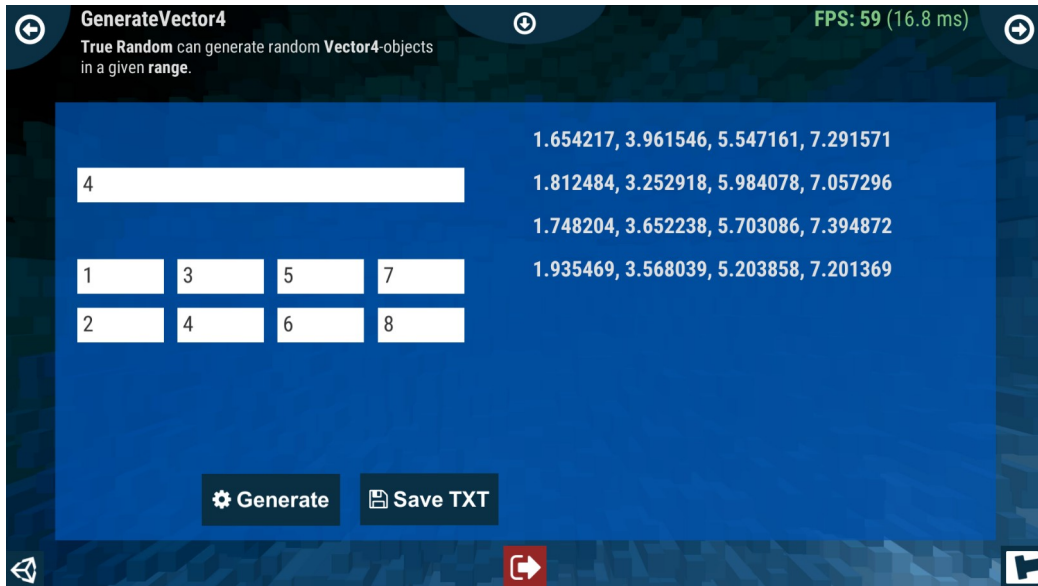 GenerateVector4
FPS: 59 (16.8 ms)
True Random can generate random Vector4-objects
in a given range.
4
1 3 5 7
2 4 6 8
1.654217, 3.961546, 5.547161, 7.291571
1.812484, 3.252918, 5.984078, 7.057296
1.748204, 3.652238, 5.703086, 7.394872
1.935469, 3.568039, 5.203858, 7.201369
Generate
Save TXT